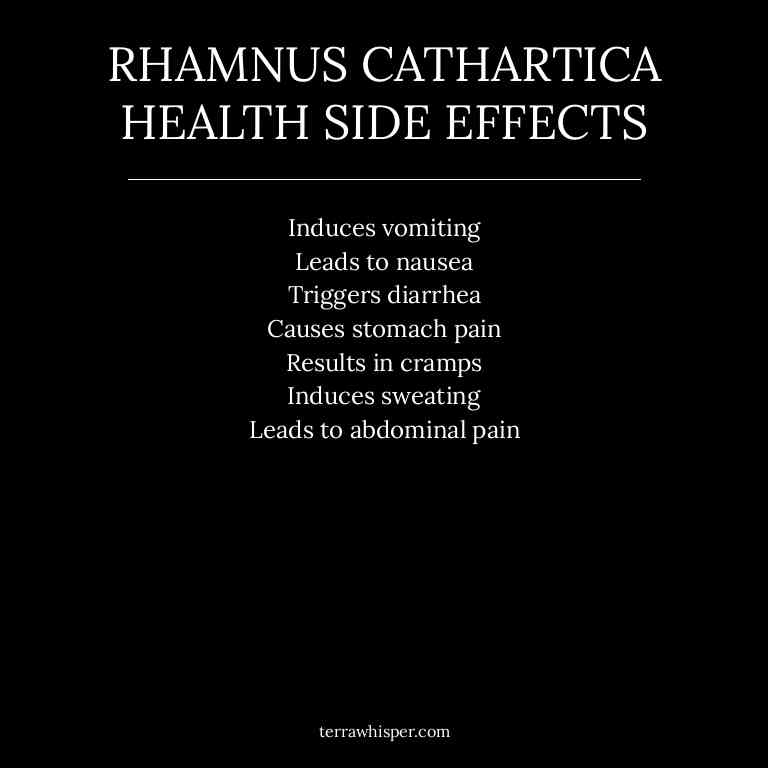 RHAMNUS CATHARTICA
HEALTH SIDE EFFECTS
Induces vomiting
Leads to nausea
Triggers diarrhea
Causes stomach pain
Results in cramps
Induces sweating
Leads to abdominal pain
terrawhisper.com